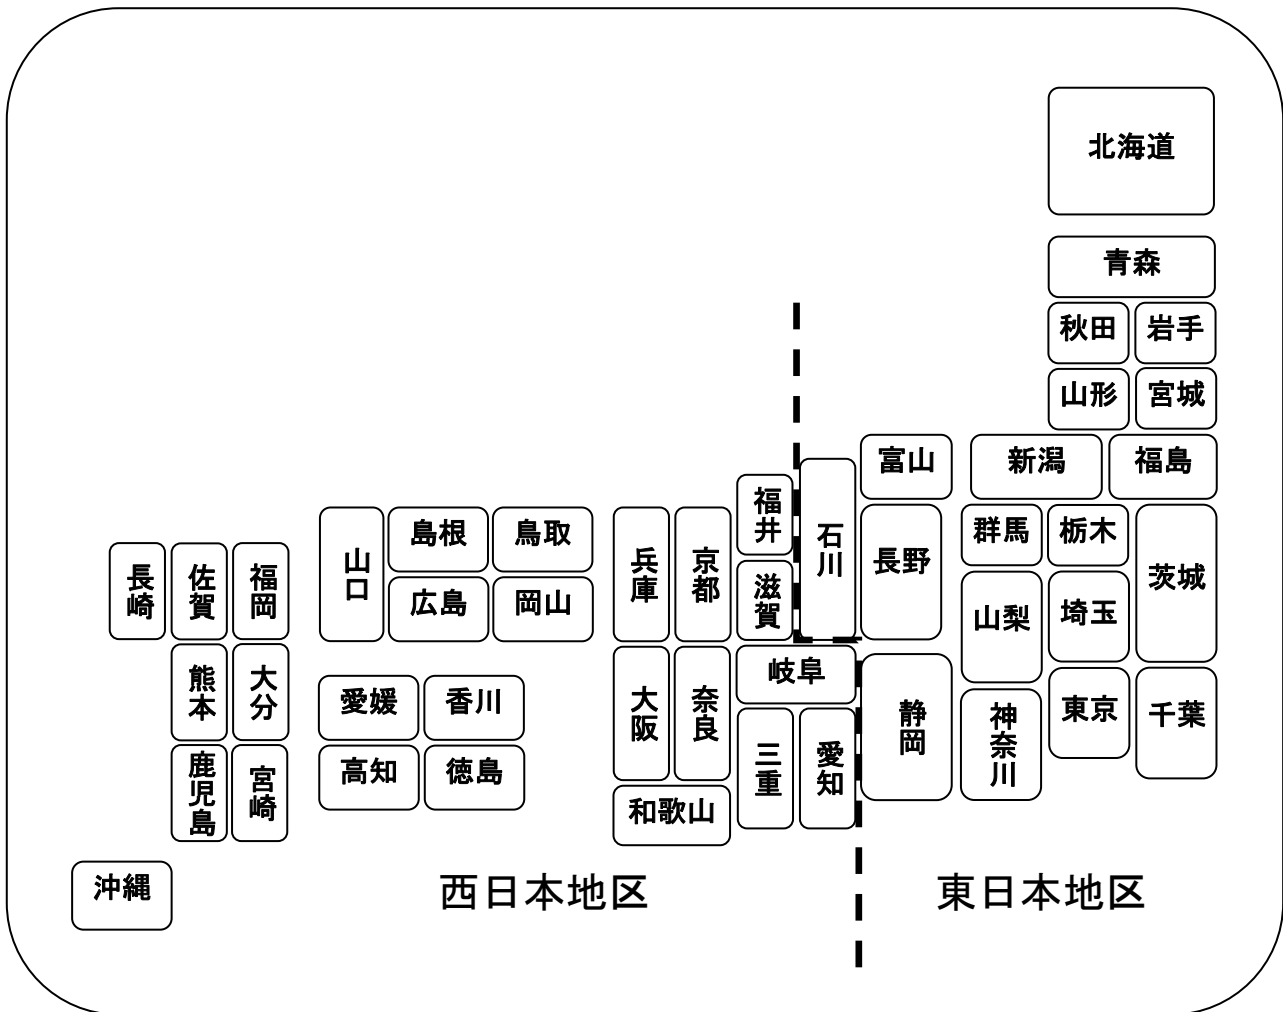 北海道
青森
秋田
岩手
山形
宮城
富山
新潟
福島
福井
石川
長野
群馬
栃木
茨城
山口
島根
鳥取
兵庫
京都
滋賀
山梨
埼玉
長崎
佐賀
福岡
広島
岡山
岐阜
静岡
神奈川
東京
千葉
熊本
大分
愛媛
香川
大阪
奈良
三重
愛知
鹿児島
宮崎
高知
徳島
和歌山
沖縄
西日本地区
東日本地区